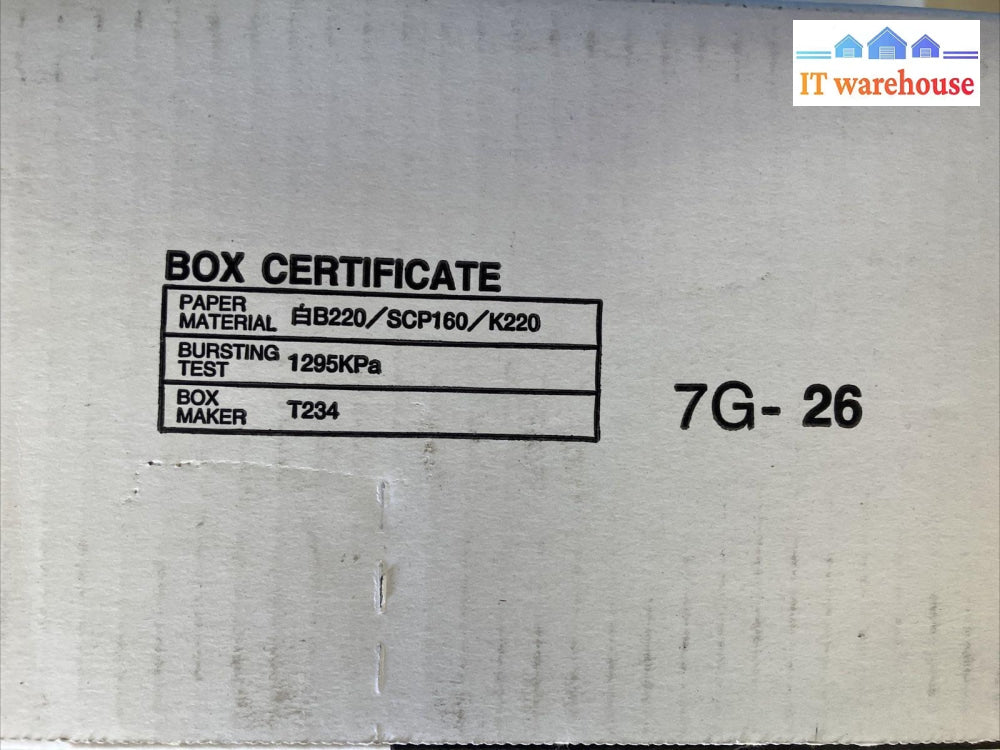 IT warehouse
BOX CERTIFICATE
PAPER
MATERIAL 白B220/SCP160/K220
BURSTING
TEST 1295KPa
BOX
MAKER T234
7G- 26